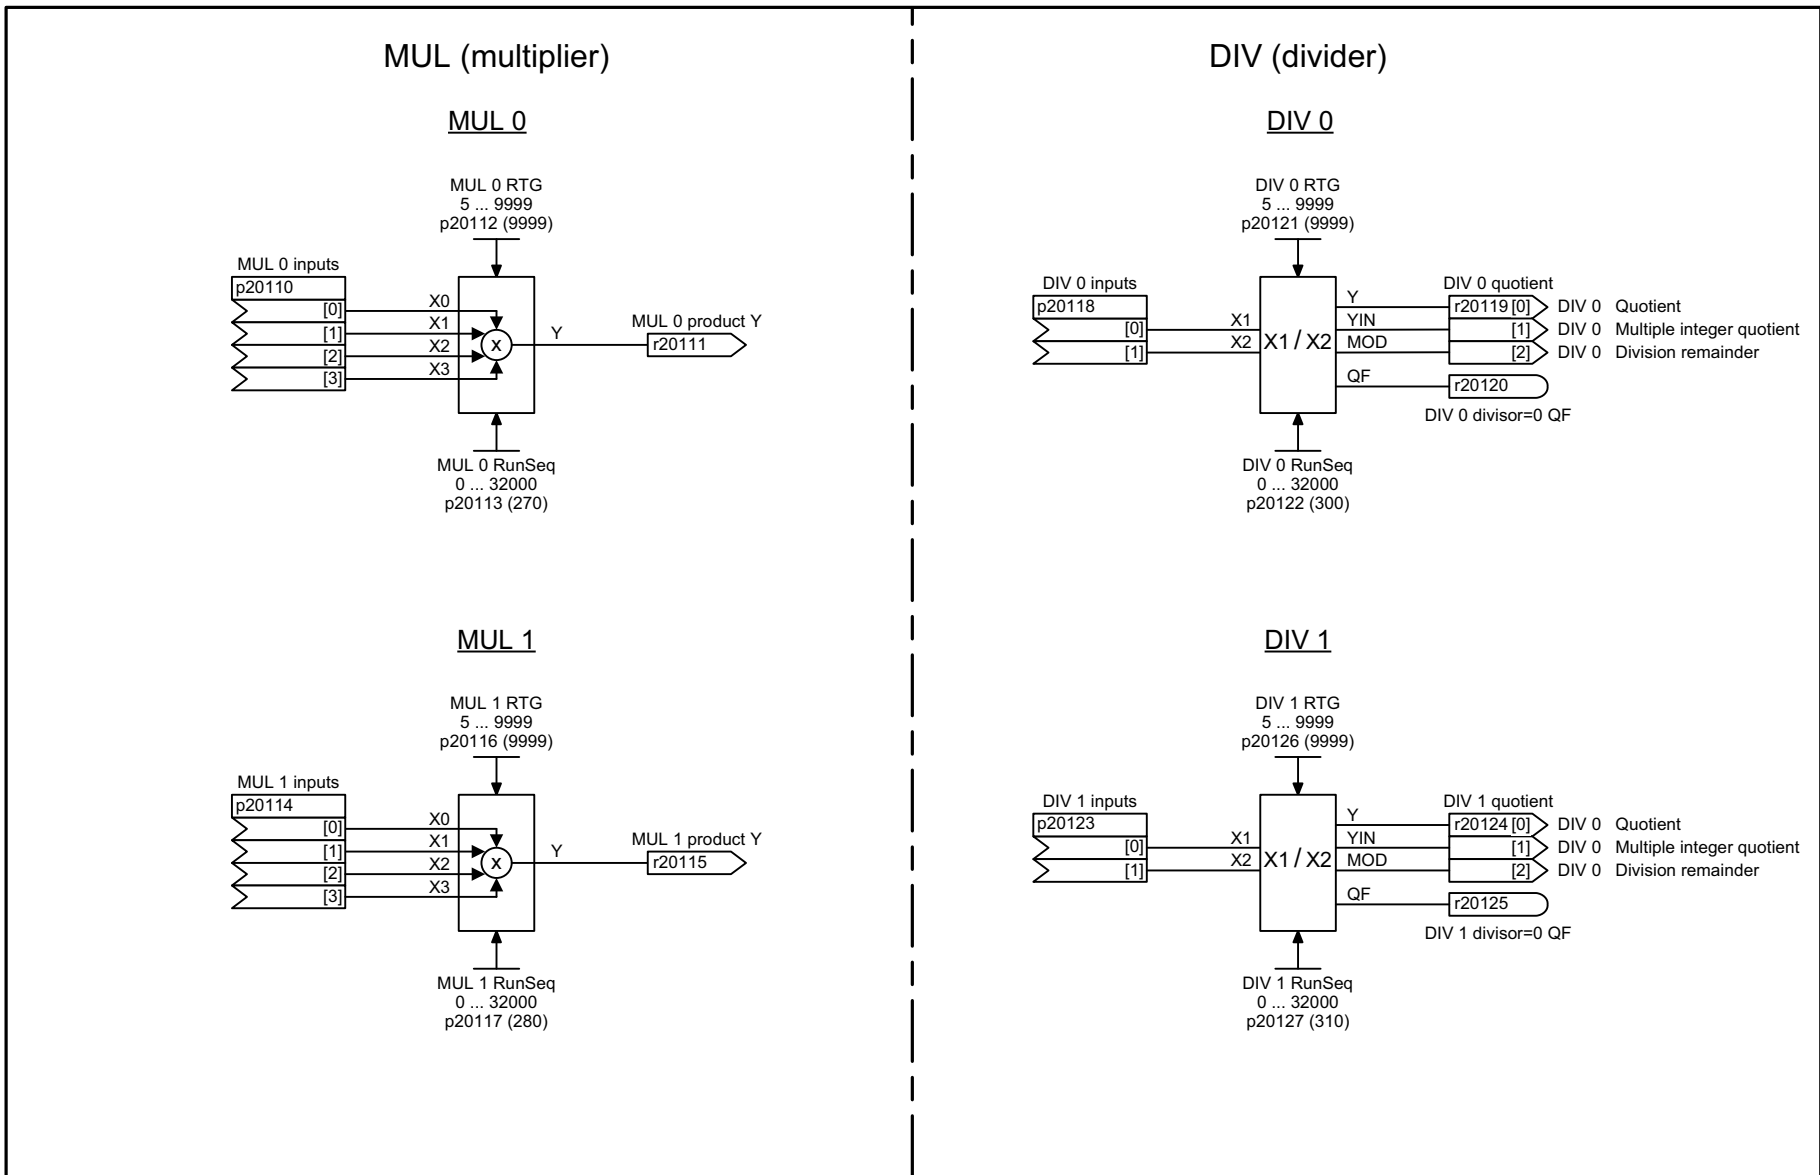 MUL (multiplier)
MUL 0
MUL 0 RTG
5 ... 9999
p20112 (9999)
MUL 0 inputs
p20110
[0]
[1]
[2]
[3]
X0
X1
X2
X3
x
Y
MUL 0 product Y
r20111
MUL 0 RunSeq
0 ... 32000
p20113 (270)
MUL 1
MUL 1 RTG
5 ... 9999
p20116 (9999)
MUL 1 inputs
p20114
[0]
[1]
[2]
[3]
X0
X1
X2
X3
x
Y
MUL 1 product Y
r20115
MUL 1 RunSeq
0 ... 32000
p20117 (280)
DIV (divider)
DIV 0
DIV 0 RTG
5 ... 9999
p20121 (9999)
DIV 0 inputs
p20118
[0]
[1]
X1
X2
X1 / X2
Y
YIN
MOD
QF
DIV 0 quotient
r20119 [0] DIV 0 Quotient
[1] DIV 0 Multiple integer quotient
[2] DIV 0 Division remainder
r20120
DIV 0 divisor=0 QF
DIV 0 RunSeq
0 ... 32000
p20122 (300)
DIV 1
DIV 1 RTG
5 ... 9999
p20126 (9999)
DIV 1 inputs
p20123
[0]
[1]
X1
X2
X1 / X2
Y
YIN
MOD
QF
DIV 1 quotient
r20124 [0] DIV 0 Quotient
[1] DIV 0 Multiple integer quotient
[2] DIV 0 Division remainder
r20125
DIV 1 divisor=0 QF
DIV 1 RunSeq
0 ... 32000
p20127 (310)